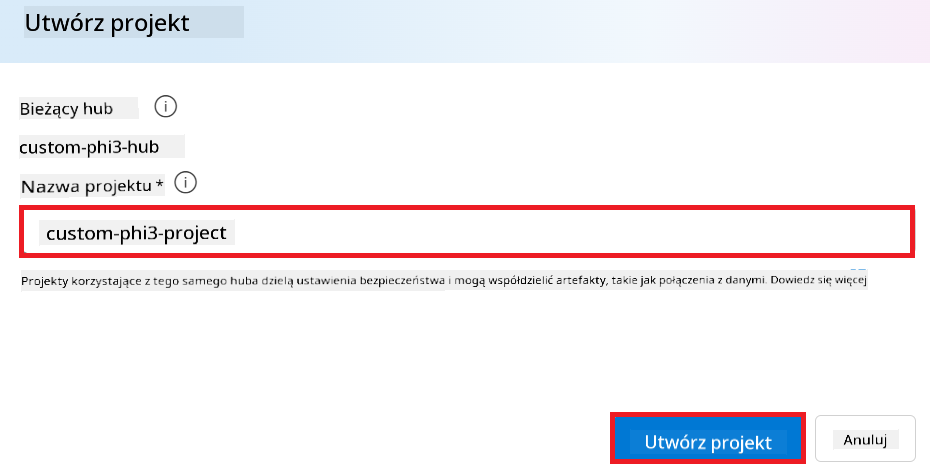 Utwórz projekt
Bieżący hub
custom-phi3-hub
Nazwa projektu *
custom-phi3-project
Projekty korzystające z tego samego huba dzielą ustawienia bezpieczeństwa i mogą współdzielić artefakty, takie jak połączenia z danymi. Dowiedz się więcej
Utwórz projekt Anuluj